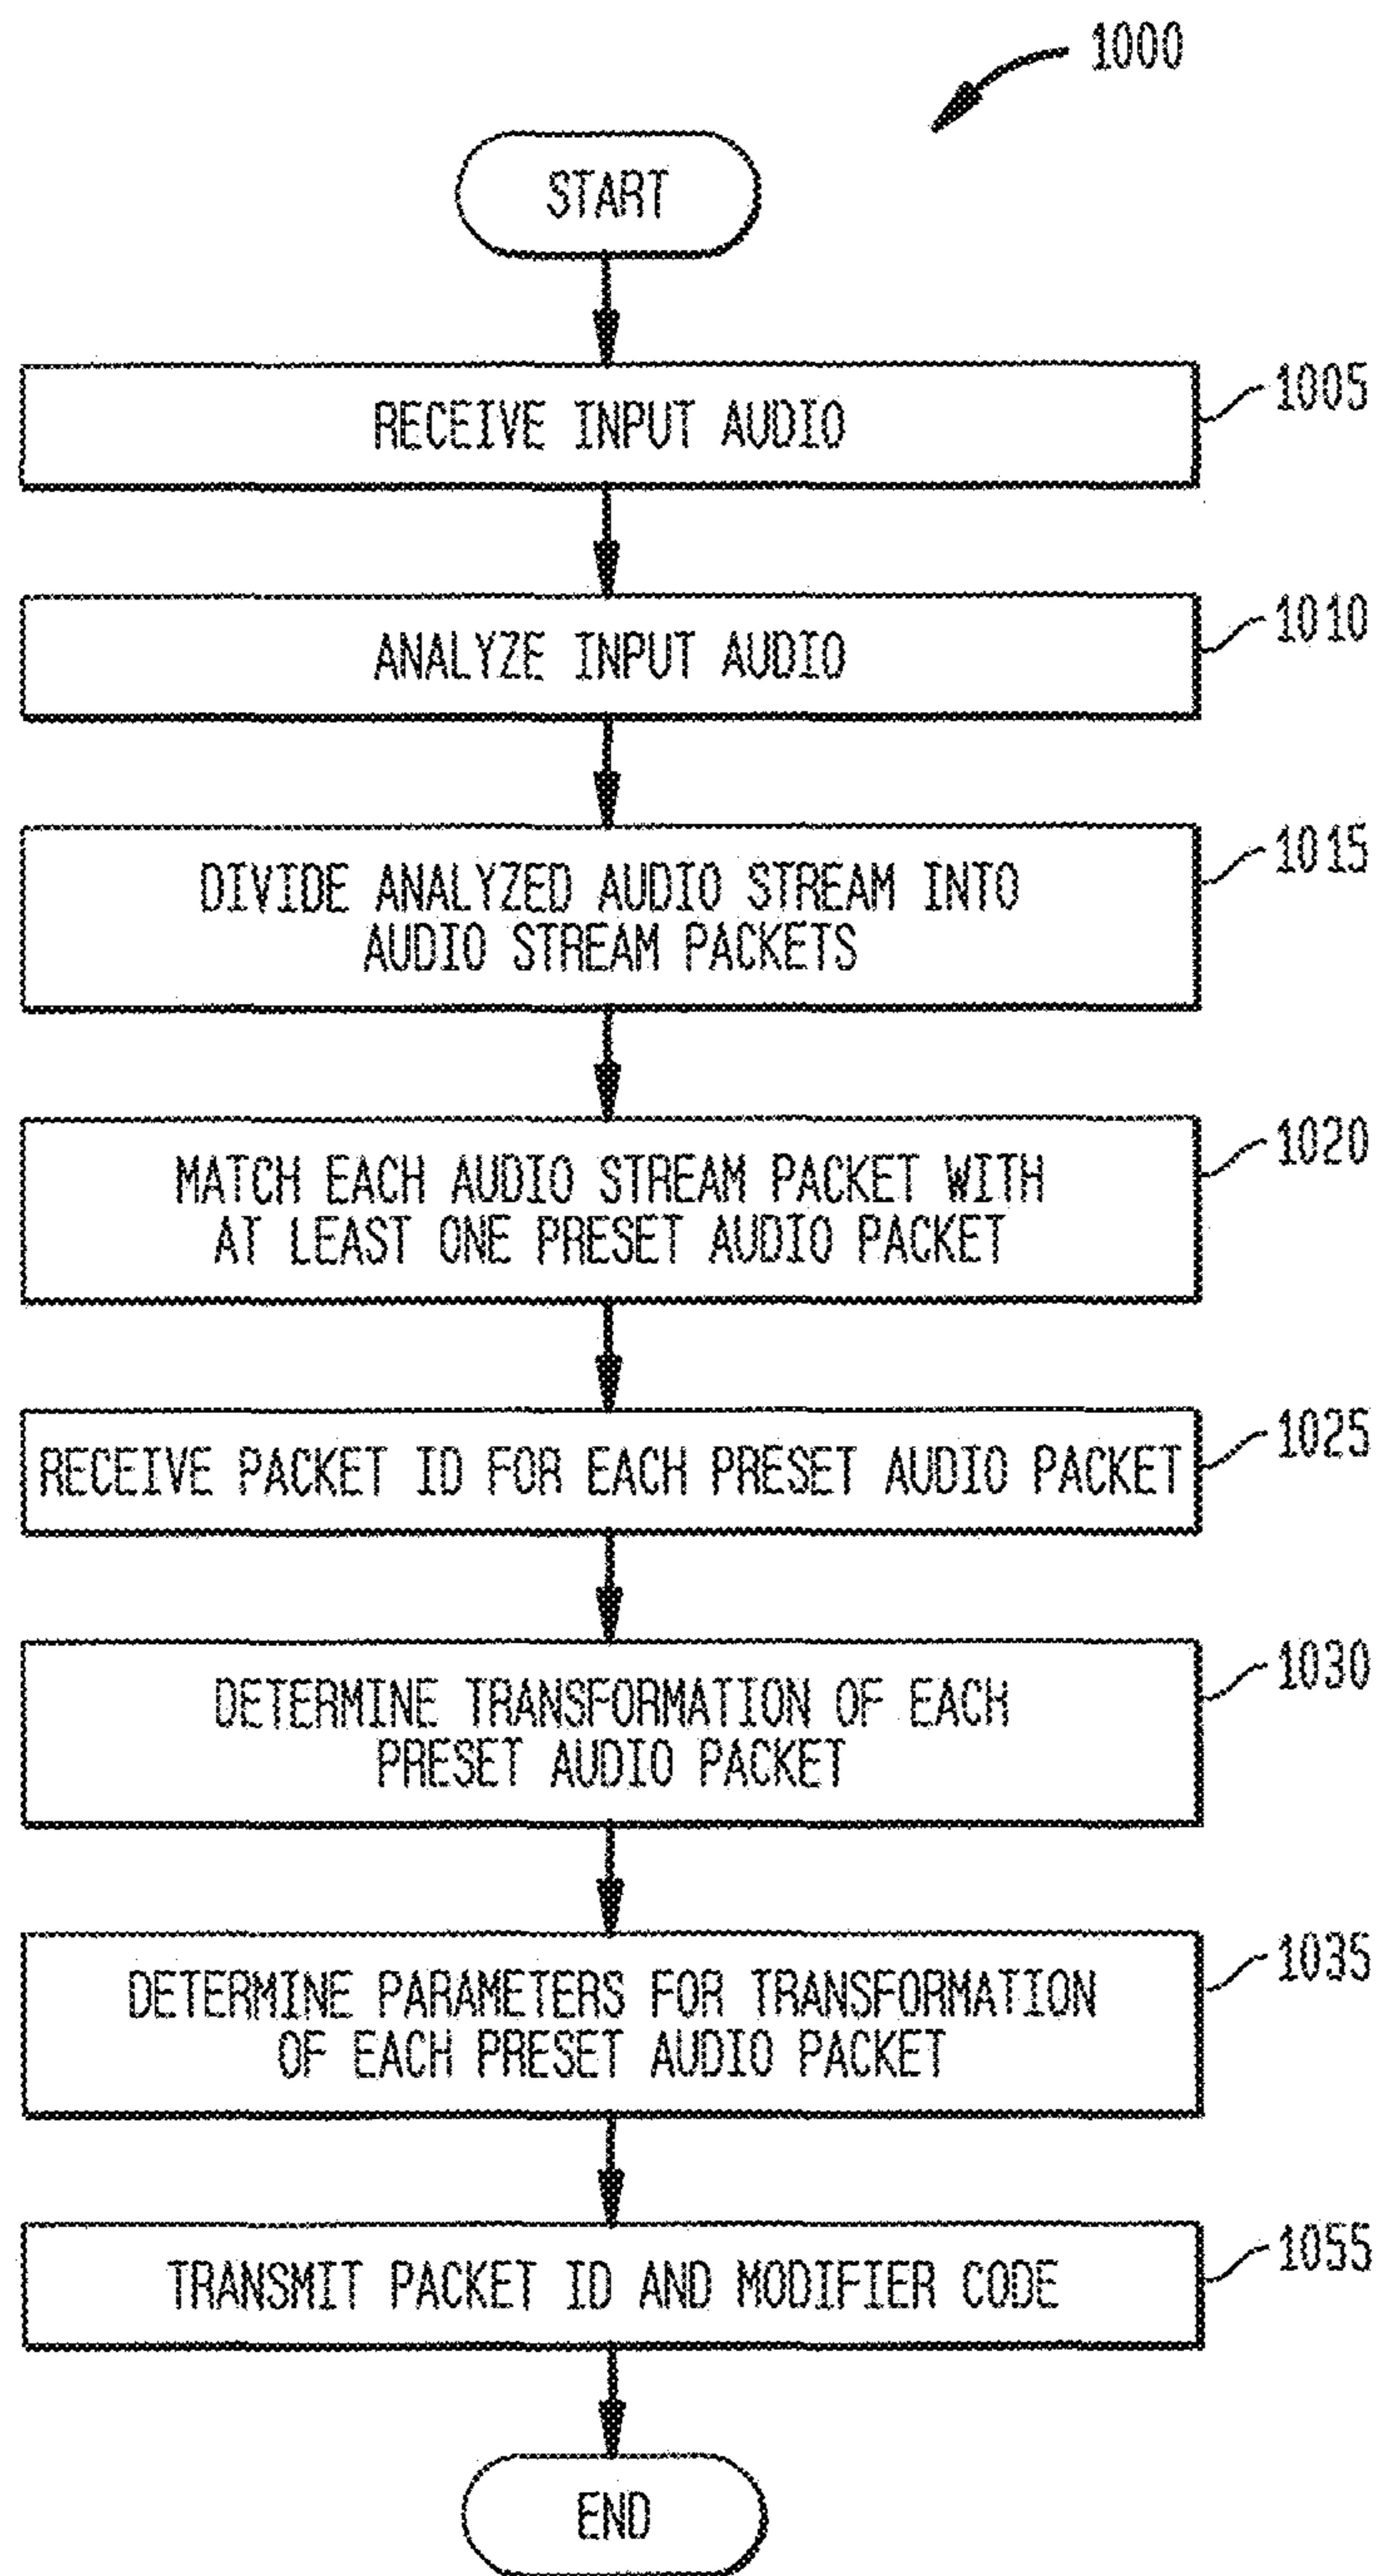 1000
START
RECEIVE INPUT AUDIO
1005
ANALYZE INPUT AUDIO
1010
DIVIDE ANALYZED AUDIO STREAM INTO
AUDIO STREAM PACKETS
1015
MATCH EACH AUDIO STREAM PACKET WITH
AT LEAST ONE PRESET AUDIO PACKET
1020
RECEIVE PACKET ID FOR EACH PRESET AUDIO PACKET
1025
DETERMINE TRANSFORMATION OF EACH
PRESET AUDIO PACKET
1030
DETERMINE PARAMETERS FOR TRANSFORMATION
OF EACH PRESET AUDIO PACKET
1035
TRANSMIT PACKET ID AND MODIFIER CODE
1055
END